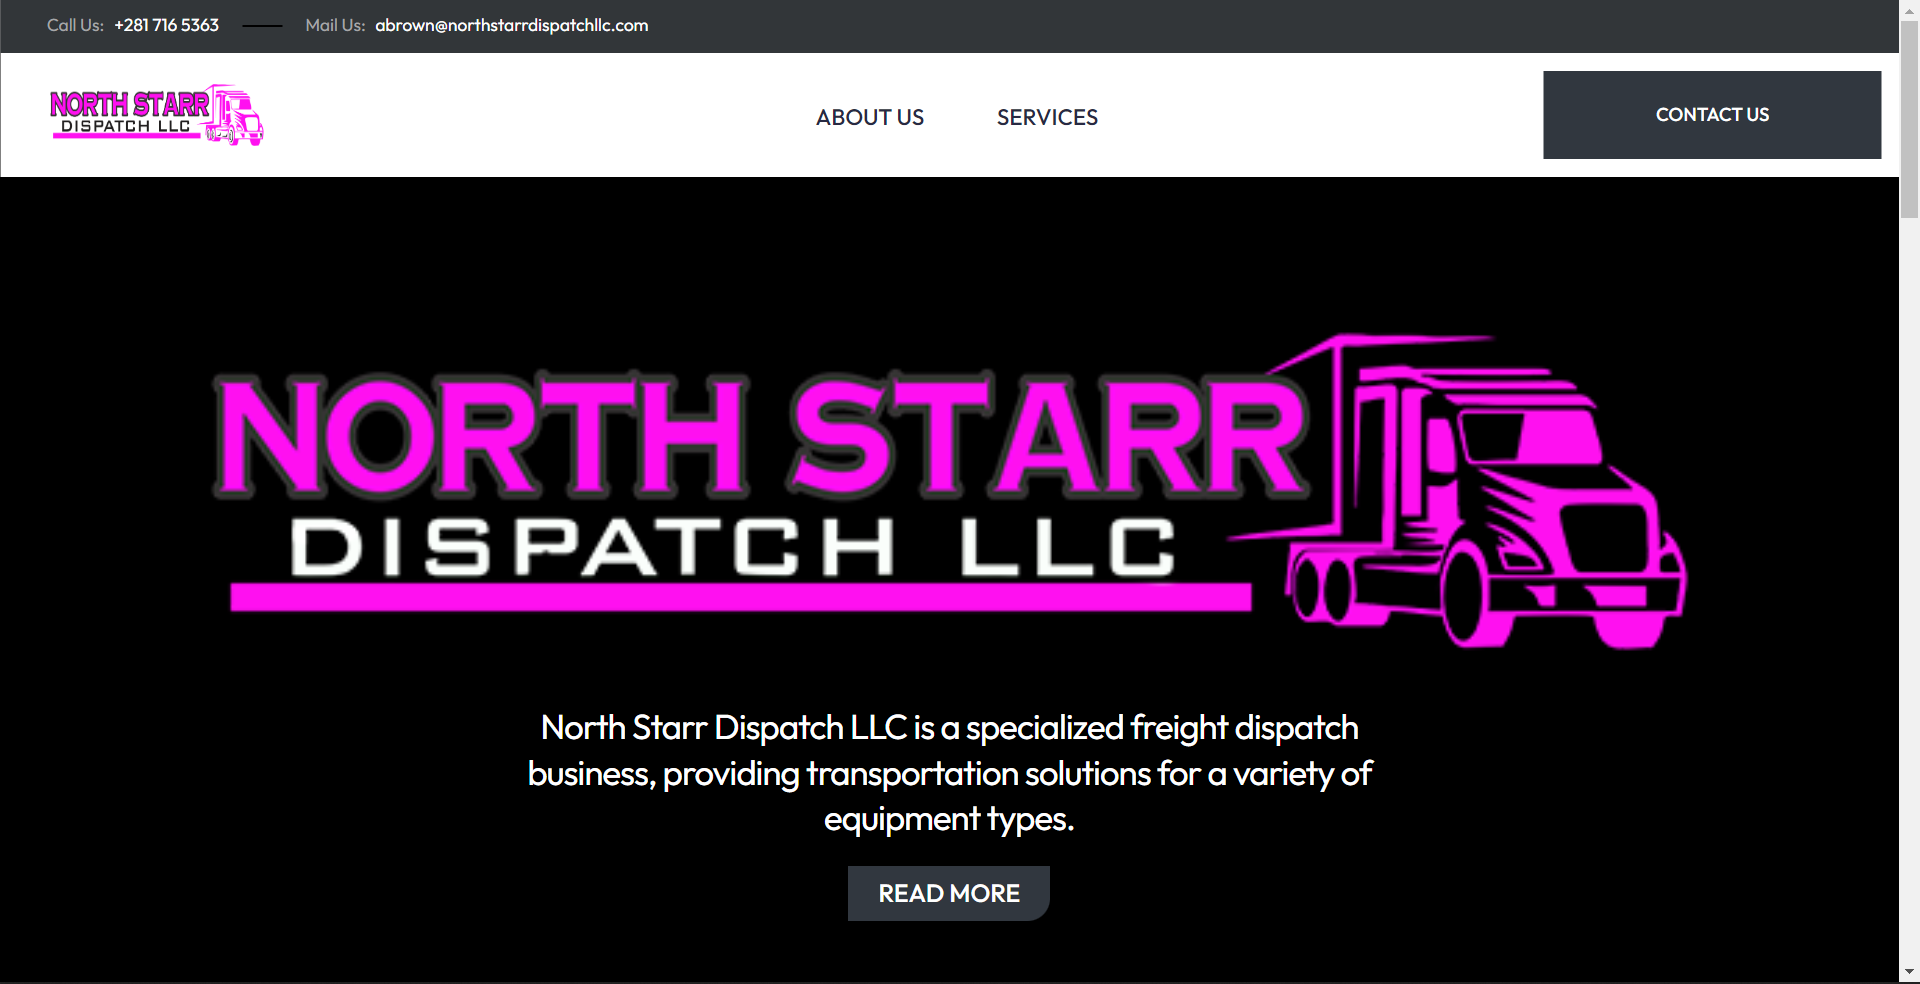 Call Us: +281 716 5363 Mail Us: abrown@northstarrdispatchllc.com
NORTH STARR
DISPATCH LLC
ABOUT US SERVICES
CONTACT US
NORTH STARR
DISPATCH LLC
North Starr Dispatch LLC is a specialized freight dispatch
business, providing transportation solutions for a variety of
equipment types.
READ MORE